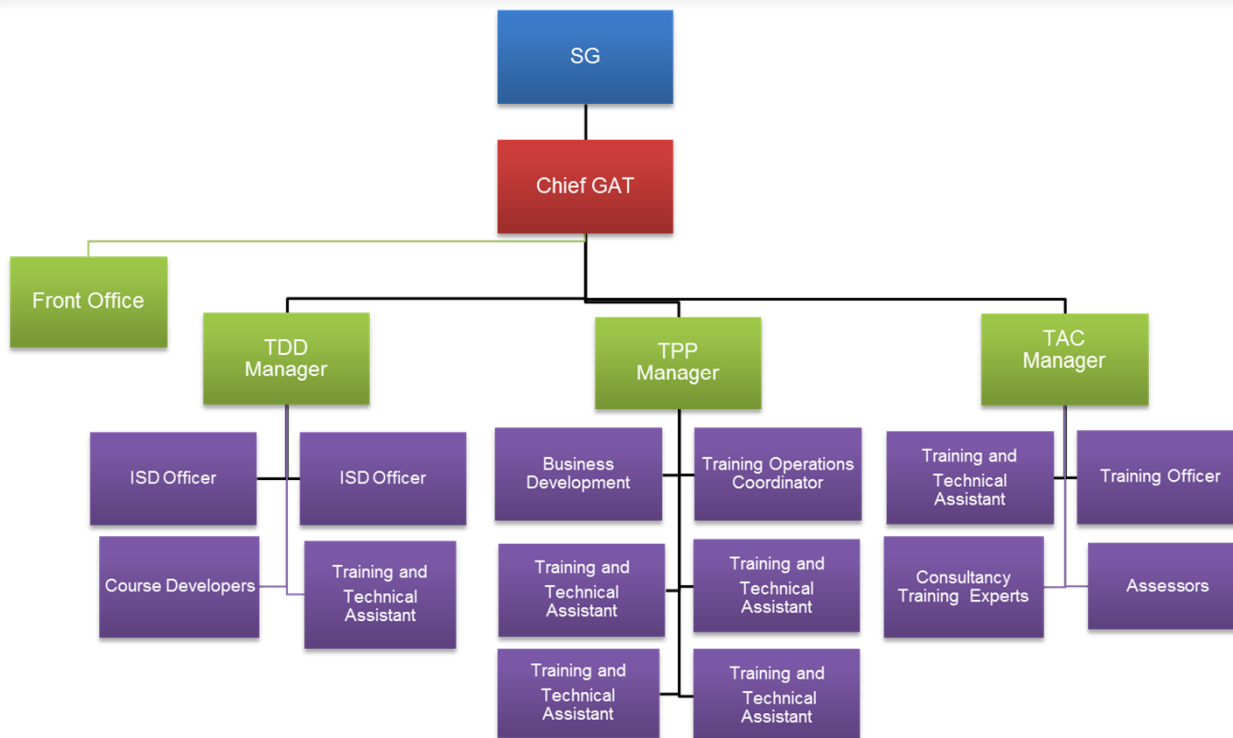 SG
Chief GAT
Front Office
TDD
Manager
TPP
Manager
TAC
Manager
ISD Officer
ISD Officer
Course Developers
Training and
Technical
Assistant
Business
Development
Training Operations
Coordinator
Training and
Technical
Assistant
Training and
Technical
Assistant
Training and
Technical
Assistant
Training and
Technical
Assistant
Training and
Technical
Assistant
Training Officer
Consultancy
Training Experts
Assessors